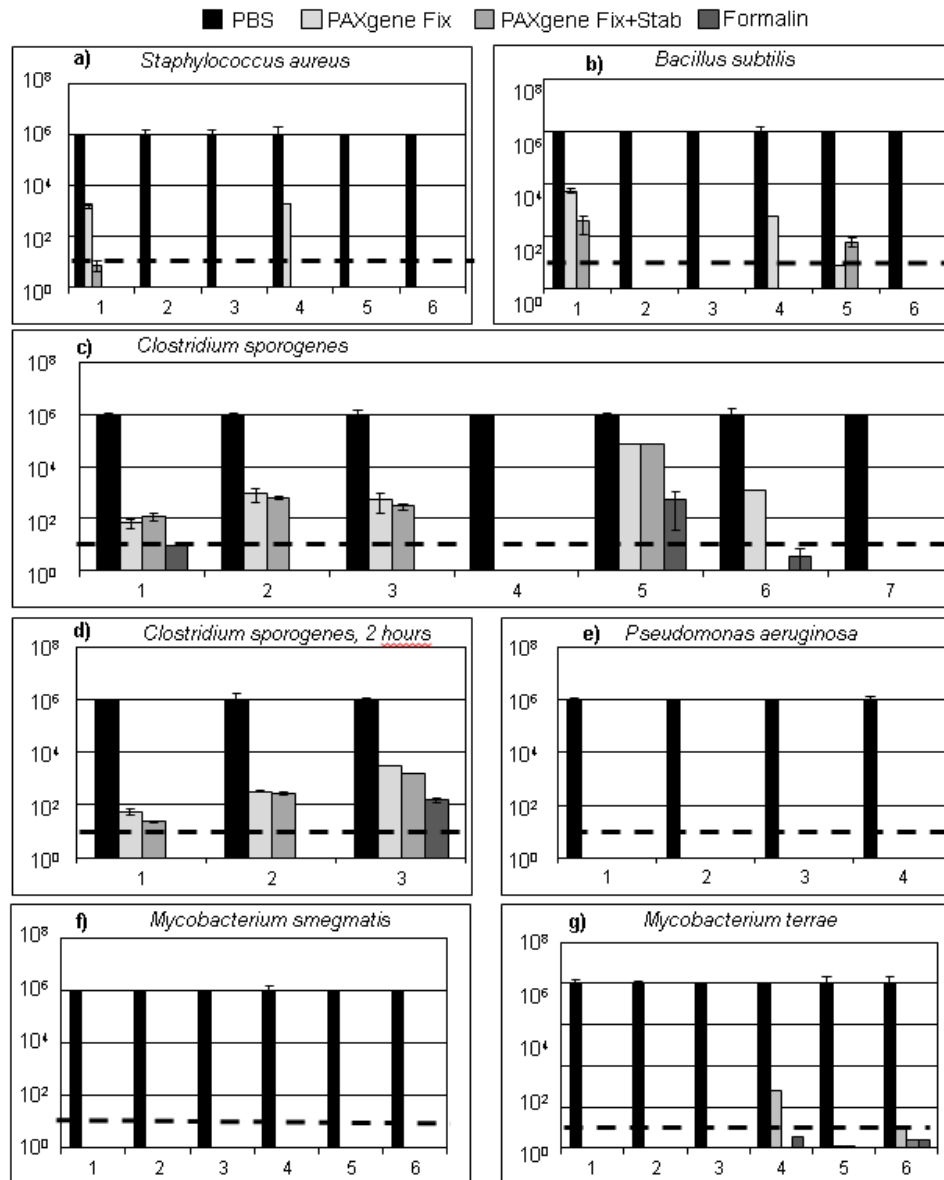 PBS PAXgene Fix PAXgene Fix+Stab Formalin
a) Staphylococcus aureus
10⁸
10⁶
10⁴
10²
10⁰
1 2 3 4 5 6
b) Bacillus subtilis
10⁸
10⁶
10⁴
10²
10⁰
1 2 3 4 5 6
c) Clostridium sporogenes
10⁸
10⁶
10⁴
10²
10⁰
1 2 3 4 5 6 7
d) Clostridium sporogenes, 2 hours
10⁸
10⁶
10⁴
10²
10⁰
1 2 3
e) Pseudomonas aeruginosa
10⁸
10⁶
10⁴
10²
10⁰
1 2 3 4
f) Mycobacterium smegmatis
10⁸
10⁶
10⁴
10²
10⁰
1 2 3 4 5 6
g) Mycobacterium terrae
10⁸
10⁶
10⁴
10²
10⁰
1 2 3 4 5 6